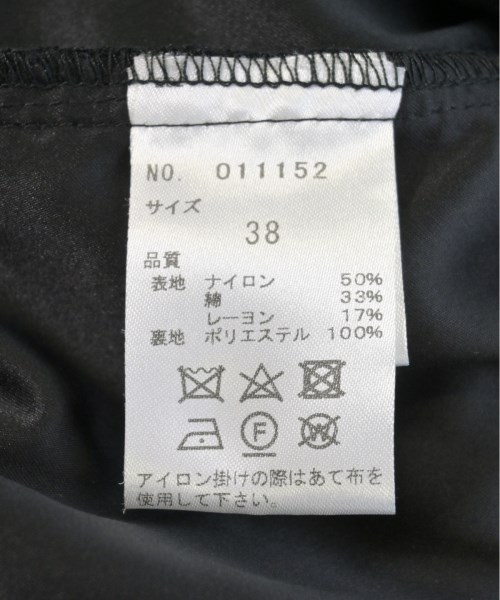 NO. 011152
サイズ
38
品質
表地 ナイロン 50%
綿 33%
レーヨン 17%
裏地 ポリエステル 100%
F W
アイロン掛けの際はあて布を
使用して下さい。